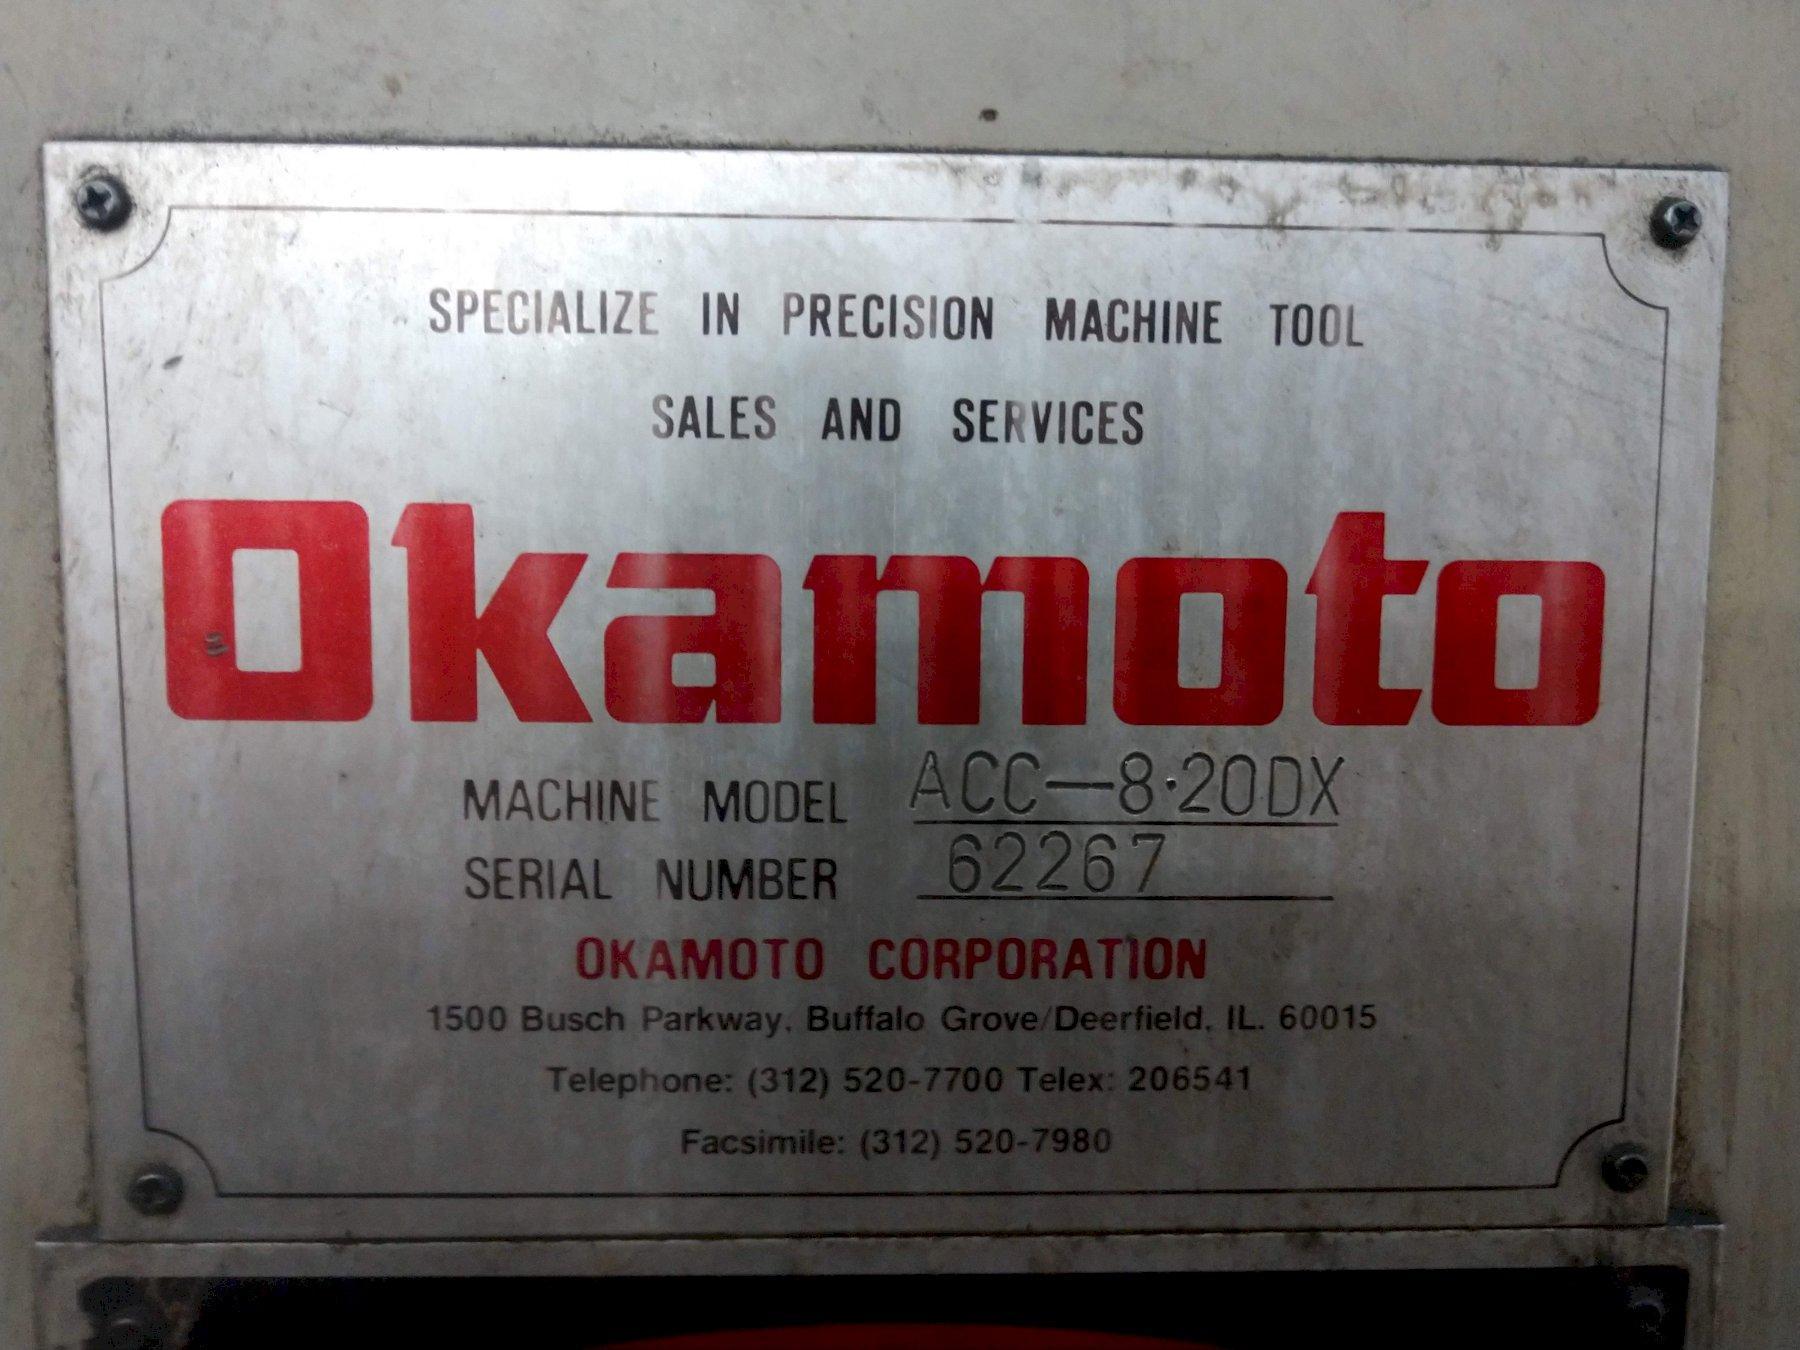 SPECIALIZE IN PRECISION MACHINE TOOL
SALES AND SERVICES
Okamoto
MACHINE MODEL ACC-8·20DX
SERIAL NUMBER 62267
OKAMOTO CORPORATION
1500 Busch Parkway, Buffalo Grove/Deerfield, IL. 60015
Telephone: (312) 520-7700 Telex: 206541
Facsimile: (312) 520-7980